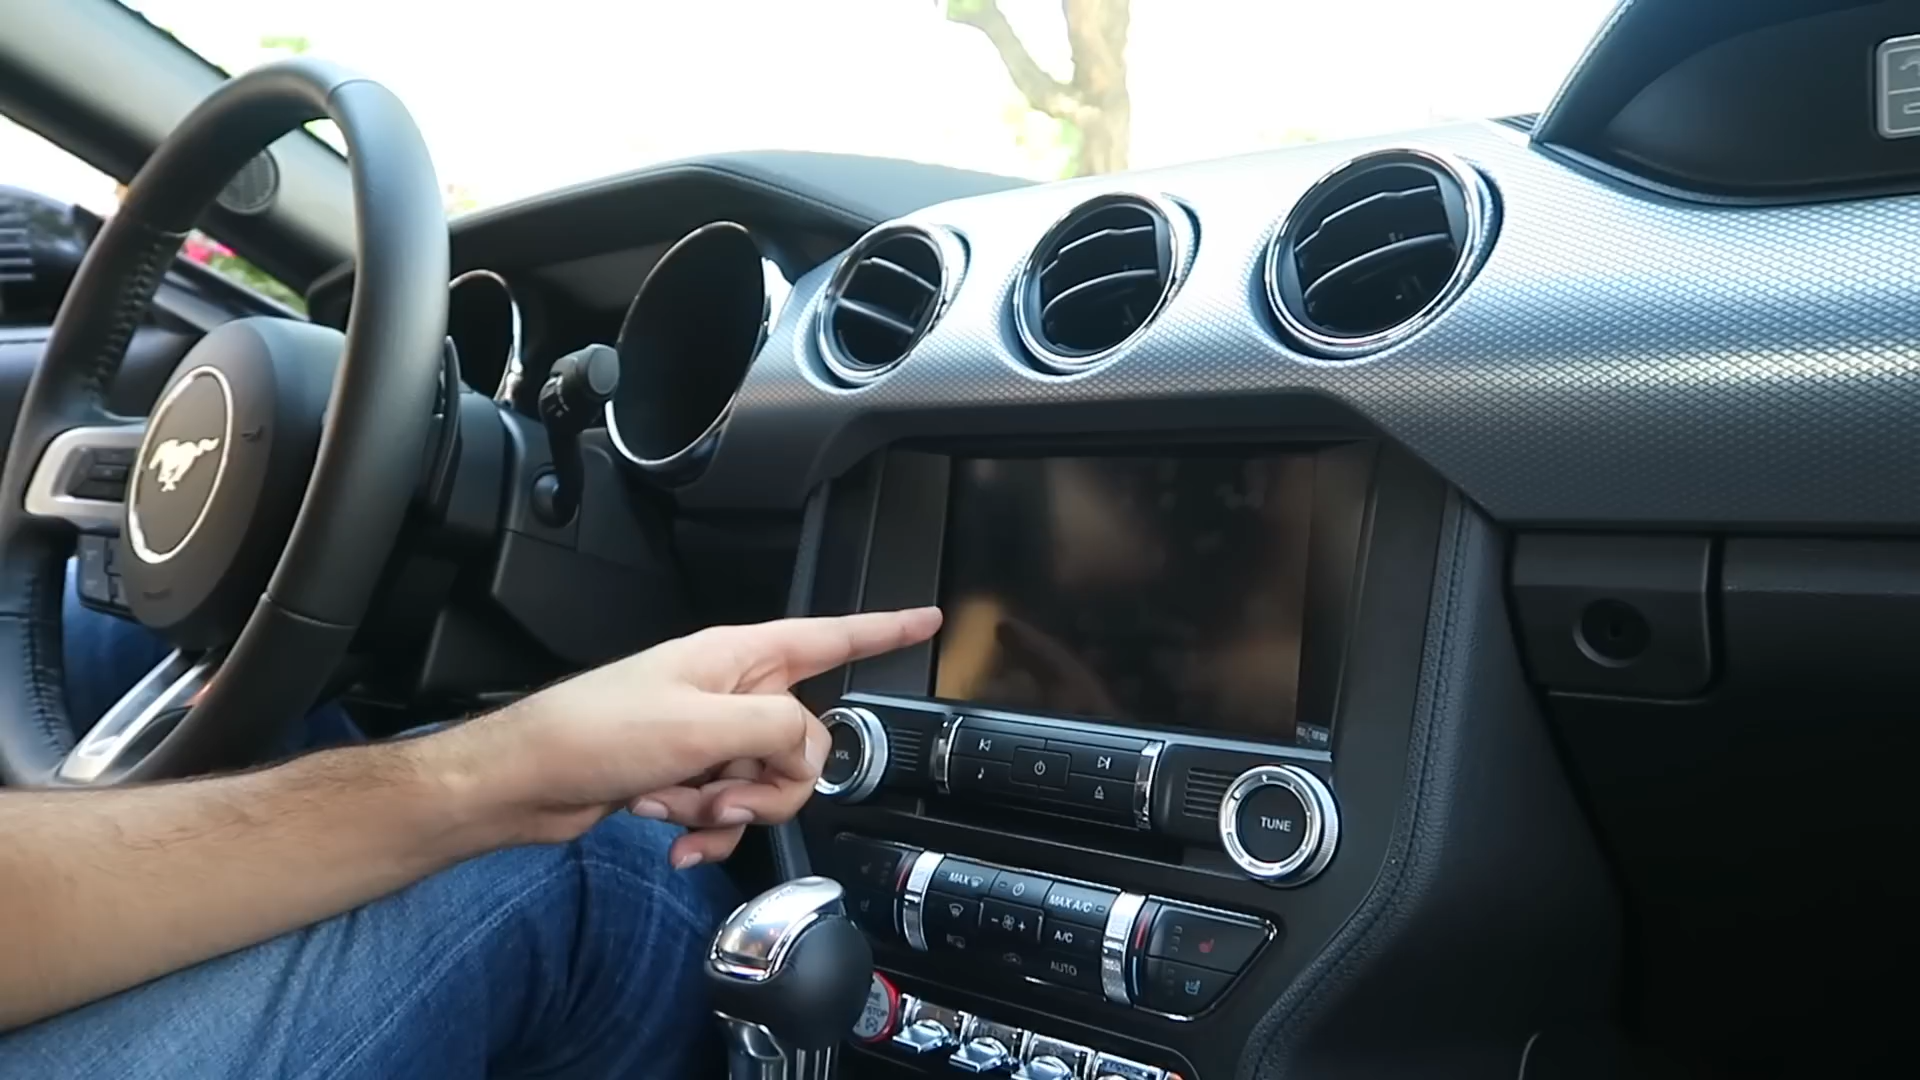 VOL
TUNE
MAX
MAX A/C
A/C
AUTO